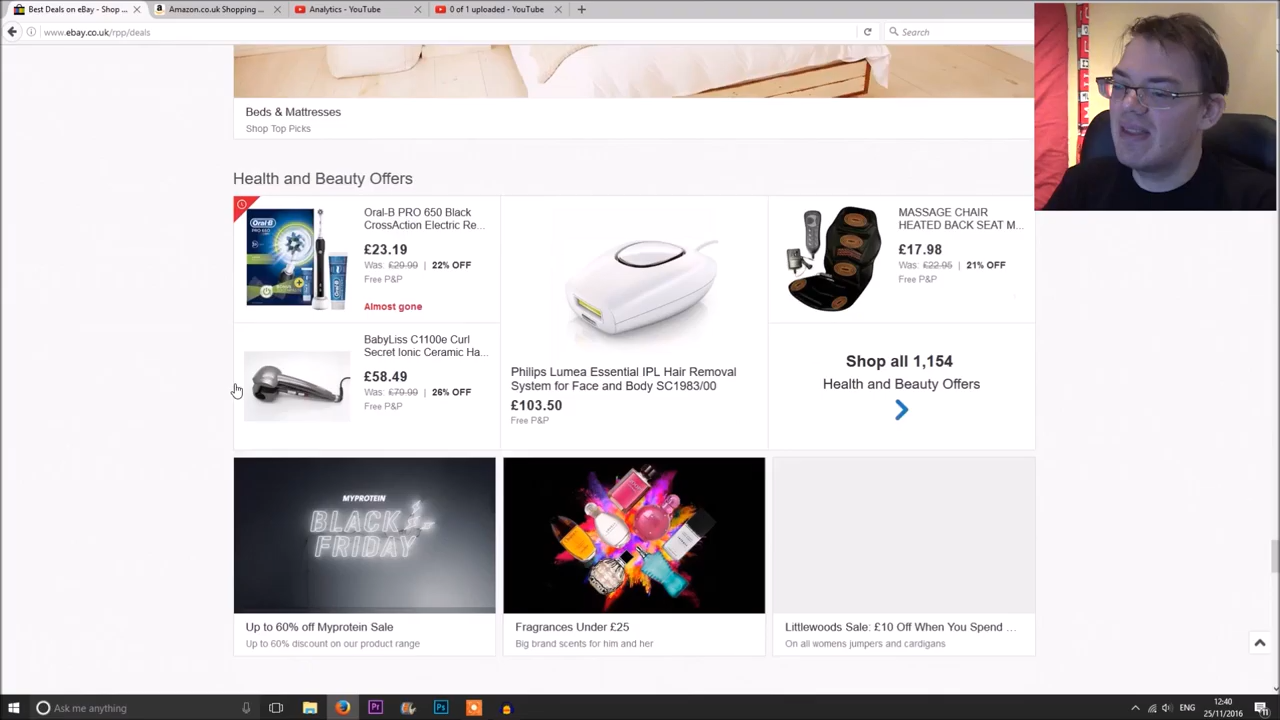 Best Deals on eBay - Shop ...
Amazon.co.uk Shopping ...
Analytics - YouTube
0 of 1 uploaded - YouTube
www.ebay.co.uk/rpp/deals
Search
Beds & Mattresses
Shop Top Picks
Health and Beauty Offers
Oral-B PRO 650 Black
CrossAction Electric Re...
£23.19
Was: £29.99 | 22% OFF
Free P&P
Almost gone
Oral-B
PRO 650
BabyLiss C1100e Curl
Secret Ionic Ceramic Ha...
£58.49
Was: £79.99 | 26% OFF
Free P&P
Philips Lumea Essential IPL Hair Removal
System for Face and Body SC1983/00
£103.50
Free P&P
MASSAGE CHAIR
HEATED BACK SEAT M...
£17.98
Was: £22.95 | 21% OFF
Free P&P
Shop all 1,154
Health and Beauty Offers
MYPROTEIN
BLACK
FRIDAY
Up to 60% off Myprotein Sale
Up to 60% discount on our product range
Fragrances Under £25
Big brand scents for him and her
Littlewoods Sale: £10 Off When You Spend ...
On all womens jumpers and cardigans
Ask me anything
Pr
Ps
ENG
12:40
25/11/2016